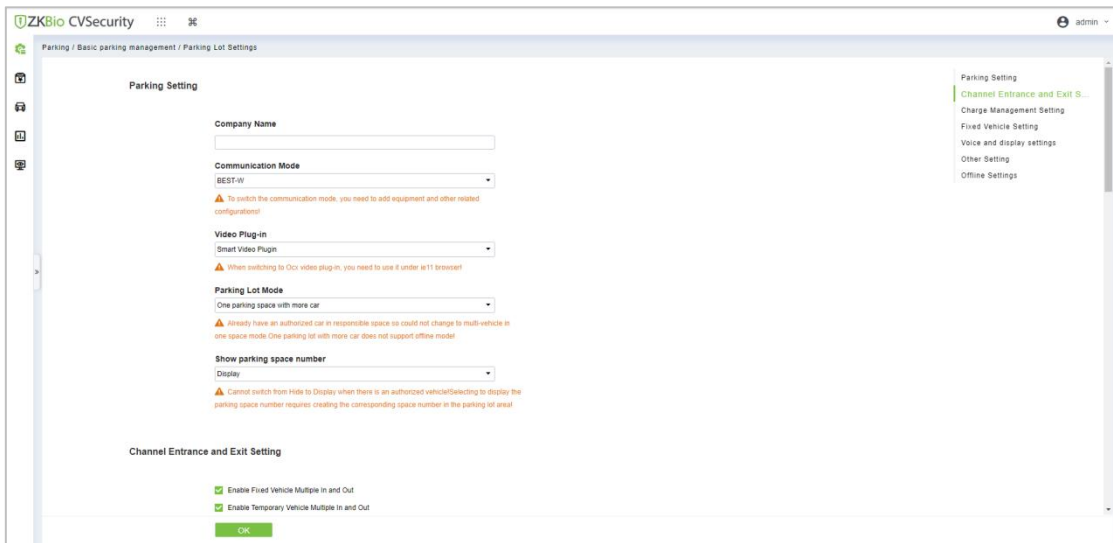 ZKBio CVSecurity
admin
Parking / Basic parking management / Parking Lot Settings
Parking Setting
Company Name
Communication Mode
BEST-W
To switch the communication mode, you need to add equipment and other related
configurations!
Video Plug-in
Smart Video Plugin
When switching to Ocx video plug-in, you need to use it under ie11 browser!
Parking Lot Mode
One parking space with more car
Already have an authorized car in responsible space so could not change to multi-vehicle in
one space mode.One parking lot with more car does not support offline mode!
Show parking space number
Display
Cannot switch from Hide to Display when there is an authorized vehicle!Selecting to display the
parking space number requires creating the corresponding space number in the parking lot area!
Channel Entrance and Exit Setting
Enable Fixed Vehicle Multiple In and Out
Enable Temporary Vehicle Multiple In and Out
OK
Parking Setting
Channel Entrance and Exit S...
Charge Management Setting
Fixed Vehicle Setting
Voice and display settings
Other Setting
Offline Settings